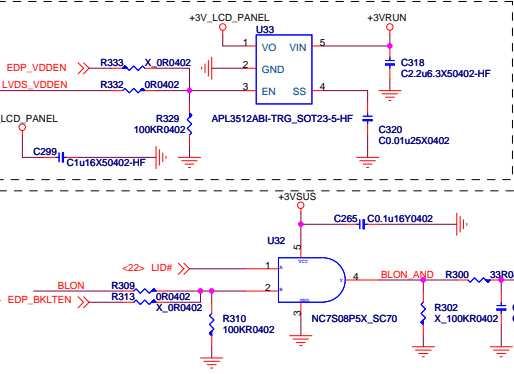 +3V_LCD_PANEL
+3VRUN
U33
1 VO VIN 5
2 GND
3 EN SS 4
EDP_VDDEN
R333 X_0R0402
LVDS_VDDEN
R332 0R0402
C318
C2.2u6.3X50402-HF
R329
100KR0402
APL3512ABI-TRG_SOT23-5-HF
LCD_PANEL
C299
C1u16X50402-HF
C320
C0.01u25X0402
+3VSUS
C265 C0.1u16Y0402
U32
5
VCC
<22> LID#
1 A
4
BLON_AND
R300 33R0
BLON
R309
0R0402
2 B
EDP_BKLTEN
R313
X_0R0402
GND
3
R310
100KR0402
NC7S08P5X_SC70
R302
X_100KR0402